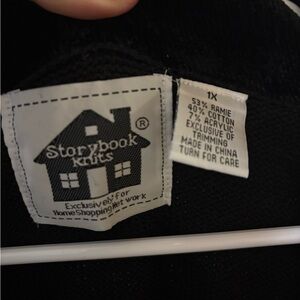 Storybook
knits
®
Exclusively for
Home Shopping Network
1X
53% RAMIE
40% COTTON
7% ACRYLIC
EXCLUSIVE OF
TRIMMING
MADE IN CHINA
TURN FOR CARE